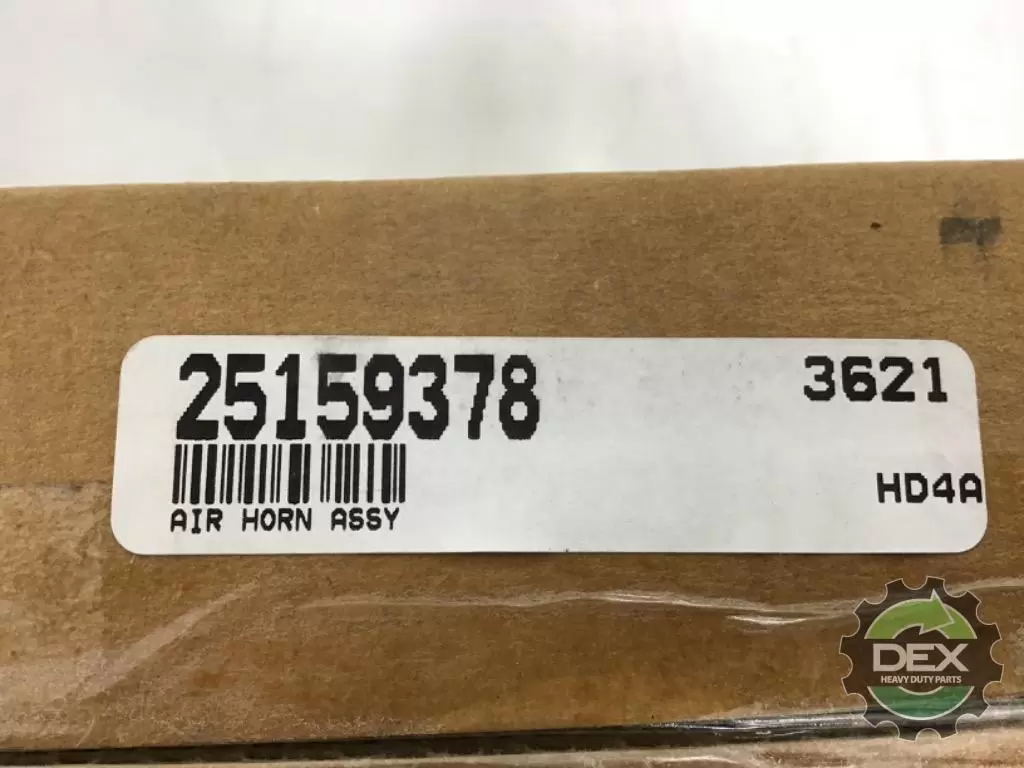 25159378
3621
HD4A
AIR HORN ASSY
DEX
HEAVY DUTY PARTS